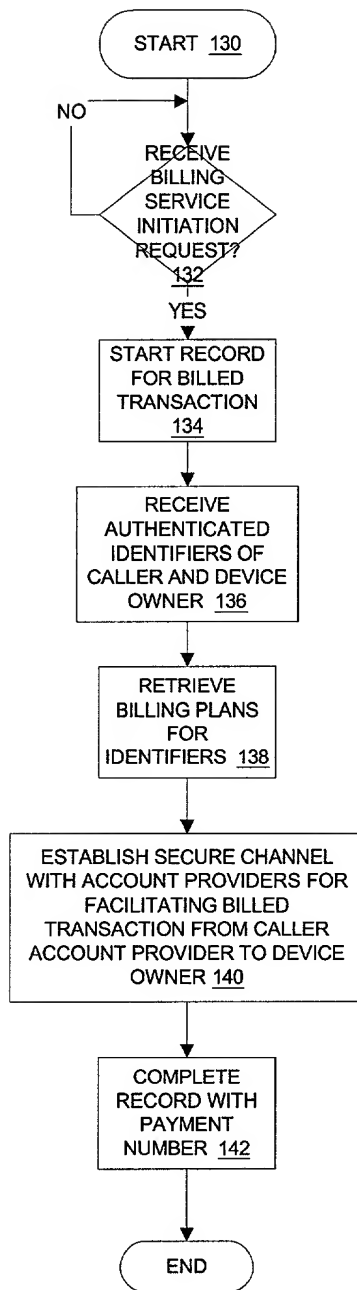 START 130
NO
RECEIVE
BILLING
SERVICE
INITIATION
REQUEST?
132
YES
START RECORD
FOR BILLED
TRANSACTION
134
RECEIVE
AUTHENTICATED
IDENTIFIERS OF
CALLER AND DEVICE
OWNER 136
RETRIEVE
BILLING PLANS
FOR
IDENTIFIERS 138
ESTABLISH SECURE CHANNEL
WITH ACCOUNT PROVIDERS FOR
FACILITATING BILLED
TRANSACTION FROM CALLER
ACCOUNT PROVIDER TO DEVICE
OWNER 140
COMPLETE
RECORD WITH
PAYMENT
NUMBER 142
END